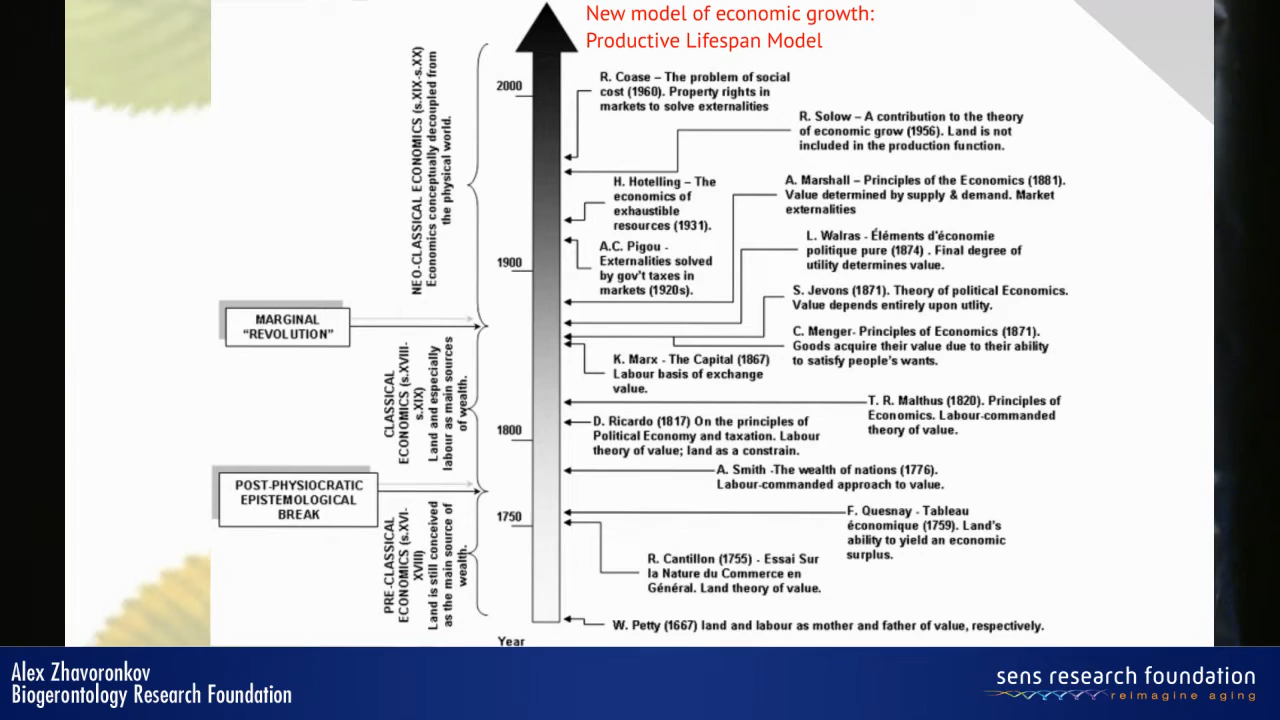 New model of economic growth:
Productive Lifespan Model
2000
1900
1800
1750
Year
NEO-CLASSICAL ECONOMICS (s.XIX-s.XX)
Economics conceptually decoupled from
the physical world.
CLASSICAL
ECONOMICS (s.XVIII-
s.XIX)
Land and especially
labour as main sources
of wealth.
PRE-CLASSICAL
ECONOMICS (s.XVI-
XVIII)
Land is still conceived
as the main source of
wealth.
MARGINAL
“REVOLUTION”
POST-PHYSIOCRATIC
EPISTEMOLOGICAL
BREAK
R. Coase – The problem of social
cost (1960). Property rights in
markets to solve externalities
R. Solow – A contribution to the theory
of economic grow (1956). Land is not
included in the production function.
H. Hotelling – The
economics of
exhaustible
resources (1931).
A. Marshall – Principles of the Economics (1881).
Value determined by supply & demand. Market
externalities
A.C. Pigou -
Externalities solved
by gov't taxes in
markets (1920s).
L. Walras - Éléments d'économie
politique pure (1874) . Final degree of
utility determines value.
S. Jevons (1871). Theory of political Economics.
Value depends entirely upon utlity.
C. Menger- Principles of Economics (1871).
Goods acquire their value due to their ability
to satisfy people's wants.
K. Marx - The Capital (1867)
Labour basis of exchange
value.
T. R. Malthus (1820). Principles of
Economics. Labour-commanded
theory of value.
D. Ricardo (1817) On the principles of
Political Economy and taxation. Labour
theory of value; land as a constrain.
A. Smith -The wealth of nations (1776).
Labour-commanded approach to value.
F. Quesnay - Tableau
économique (1759). Land's
ability to yield an economic
surplus.
R. Cantillon (1755) - Essai Sur
la Nature du Commerce en
Général. Land theory of value.
W. Petty (1667) land and labour as mother and father of value, respectively.
Alex Zhavoronkov
Biogerontology Research Foundation
sens research foundation
reimagine aging